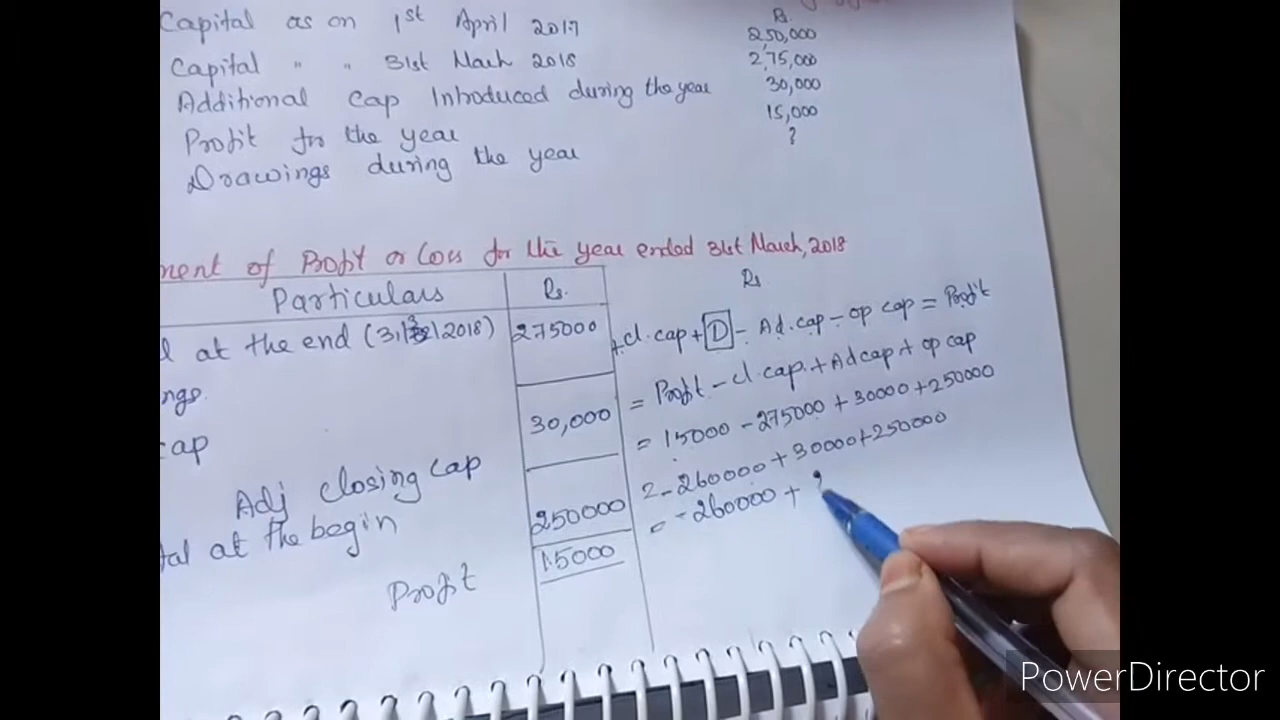 Rs.
Capital as on 1st April 2017 250,000
Capital " " 31st March 2018 2,75,000
Additional Cap Introduced during the year 30,000
Profit for the year 15,000
Drawings during the year ?
ment of Profit or Loss for the year ended 31st March, 2018
Particulars Rs. Rs
l at the end (31/3/2018) 275000
+cl.cap + D - Ad.cap - op cap = Profit
ngs.
= Profit - cl cap + Ad cap + op cap
cap 30,000
= 15000 - 275000 + 30000 + 250000
Adj closing cap
= -260000 + 30000 + 250000
tal at the begin 250000
= -260000 +
Profit 15000
PowerDirector